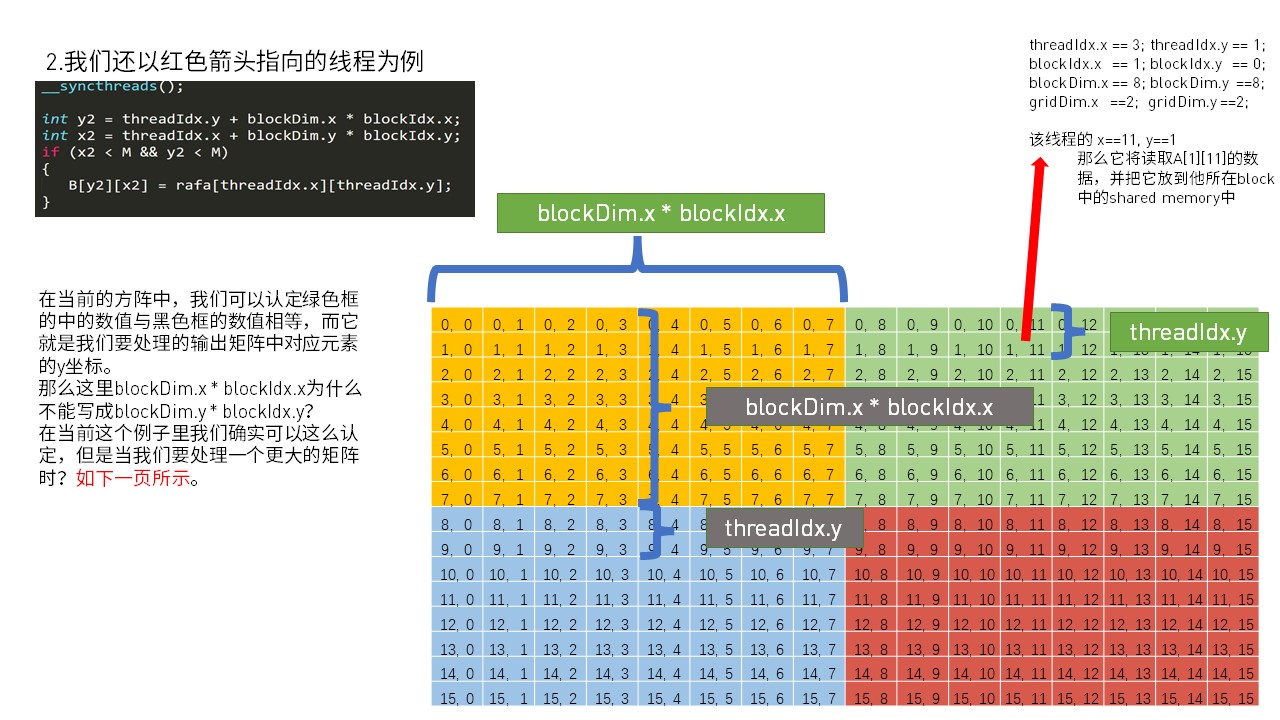 2.我们还以红色箭头指向的线程为例
__syncthreads();
int y2 = threadIdx.y + blockDim.x * blockIdx.x;
int x2 = threadIdx.x + blockDim.y * blockIdx.y;
if (x2 < M && y2 < M)
{
B[y2][x2] = rafa[threadIdx.x][threadIdx.y];
}
threadIdx.x == 3; threadIdx.y == 1;
blockIdx.x == 1; blockIdx.y == 0;
blockDim.x == 8; blockDim.y ==8;
gridDim.x ==2; gridDim.y ==2;
该线程的 x==11, y==1
那么它将读取A[1][11]的数
据，并把它放到他所在block
中的shared memory中
blockDim.x * blockIdx.x
在当前的方阵中，我们可以认定绿色框
的中的数值与黑色框的数值相等，而它
就是我们要处理的输出矩阵中对应元素
的y坐标。
那么这里blockDim.x * blockIdx.x为什么
不能写成blockDim.y * blockIdx.y？
在当前这个例子里我们确实可以这么认
定，但是当我们要处理一个更大的矩阵
时？如下一页所示。
threadIdx.y
blockDim.x * blockIdx.x
threadIdx.y
0, 0 0, 1 0, 2 0, 3 0, 4 0, 5 0, 6 0, 7 0, 8 0, 9 0, 10 0, 11 0, 12
1, 0 1, 1 1, 2 1, 3 1, 4 1, 5 1, 6 1, 7 1, 8 1, 9 1, 10 1, 11 1, 12 1, 13 1, 14 1, 15
2, 0 2, 1 2, 2 2, 3 2, 4 2, 5 2, 6 2, 7 2, 8 2, 9 2, 10 2, 11 2, 12 2, 13 2, 14 2, 15
3, 0 3, 1 3, 2 3, 3 3, 4 3, 12 3, 13 3, 14 3, 15
4, 0 4, 1 4, 2 4, 3 4, 4 4, 5 4, 6 4, 7 4, 8 4, 9 4, 10 4, 11 4, 12 4, 13 4, 14 4, 15
5, 0 5, 1 5, 2 5, 3 5, 4 5, 5 5, 6 5, 7 5, 8 5, 9 5, 10 5, 11 5, 12 5, 13 5, 14 5, 15
6, 0 6, 1 6, 2 6, 3 6, 4 6, 5 6, 6 6, 7 6, 8 6, 9 6, 10 6, 11 6, 12 6, 13 6, 14 6, 15
7, 0 7, 1 7, 2 7, 3 7, 4 7, 5 7, 6 7, 7 7, 8 7, 9 7, 10 7, 11 7, 12 7, 13 7, 14 7, 15
8, 0 8, 1 8, 2 8, 3 8, 4 8, 8 8, 9 8, 10 8, 11 8, 12 8, 13 8, 14 8, 15
9, 0 9, 1 9, 2 9, 3 9, 4 9, 5 9, 6 9, 7 9, 8 9, 9 9, 10 9, 11 9, 12 9, 13 9, 14 9, 15
10, 0 10, 1 10, 2 10, 3 10, 4 10, 5 10, 6 10, 7 10, 8 10, 9 10, 10 10, 11 10, 12 10, 13 10, 14 10, 15
11, 0 11, 1 11, 2 11, 3 11, 4 11, 5 11, 6 11, 7 11, 8 11, 9 11, 10 11, 11 11, 12 11, 13 11, 14 11, 15
12, 0 12, 1 12, 2 12, 3 12, 4 12, 5 12, 6 12, 7 12, 8 12, 9 12, 10 12, 11 12, 12 12, 13 12, 14 12, 15
13, 0 13, 1 13, 2 13, 3 13, 4 13, 5 13, 6 13, 7 13, 8 13, 9 13, 10 13, 11 13, 12 13, 13 13, 14 13, 15
14, 0 14, 1 14, 2 14, 3 14, 4 14, 5 14, 6 14, 7 14, 8 14, 9 14, 10 14, 11 14, 12 14, 13 14, 14 14, 15
15, 0 15, 1 15, 2 15, 3 15, 4 15, 5 15, 6 15, 7 15, 8 15, 9 15, 10 15, 11 15, 12 15, 13 15, 14 15, 15